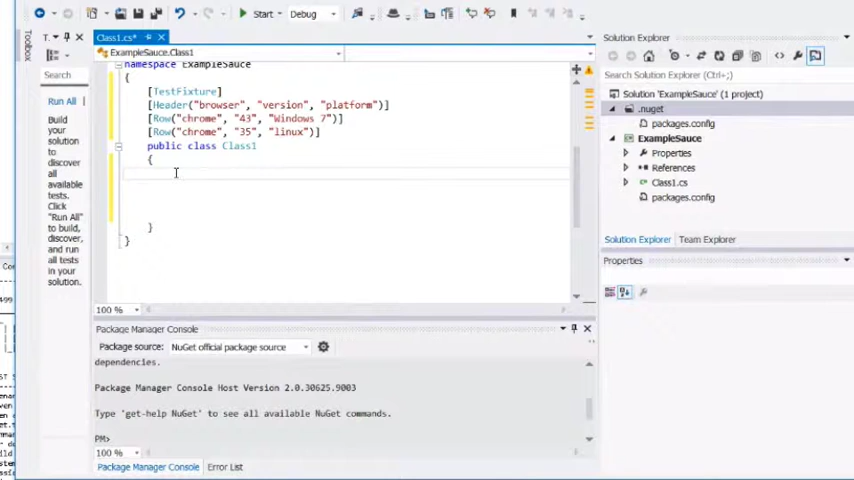 Start
Debug
Toolbox
T.
Class1.cs*
Solution Explorer
ExampleSauce.Class1
Search
Search Solution Explorer (Ctrl+;)
namespace ExampleSauce
{
Solution 'ExampleSauce' (1 project)
[TestFixture]
.nuget
Run All
[Header("browser", "version", "platform")]
packages.config
Build your solution to discover all available tests. Click "Run All" to build, discover, and run all tests in your solution.
[Row("chrome", "43", "Windows 7")]
[Row("chrome", "35", "linux")]
ExampleSauce
public class Class1
Properties
{
References
Class1.cs
packages.config
}
}
Solution Explorer Team Explorer
Properties
100 %
Package Manager Console
Package source: NuGet official package source
dependencies.
Package Manager Console Host Version 2.0.30625.9003
Type 'get-help NuGet' to see all available NuGet commands.
PM>
100 %
Package Manager Console Error List